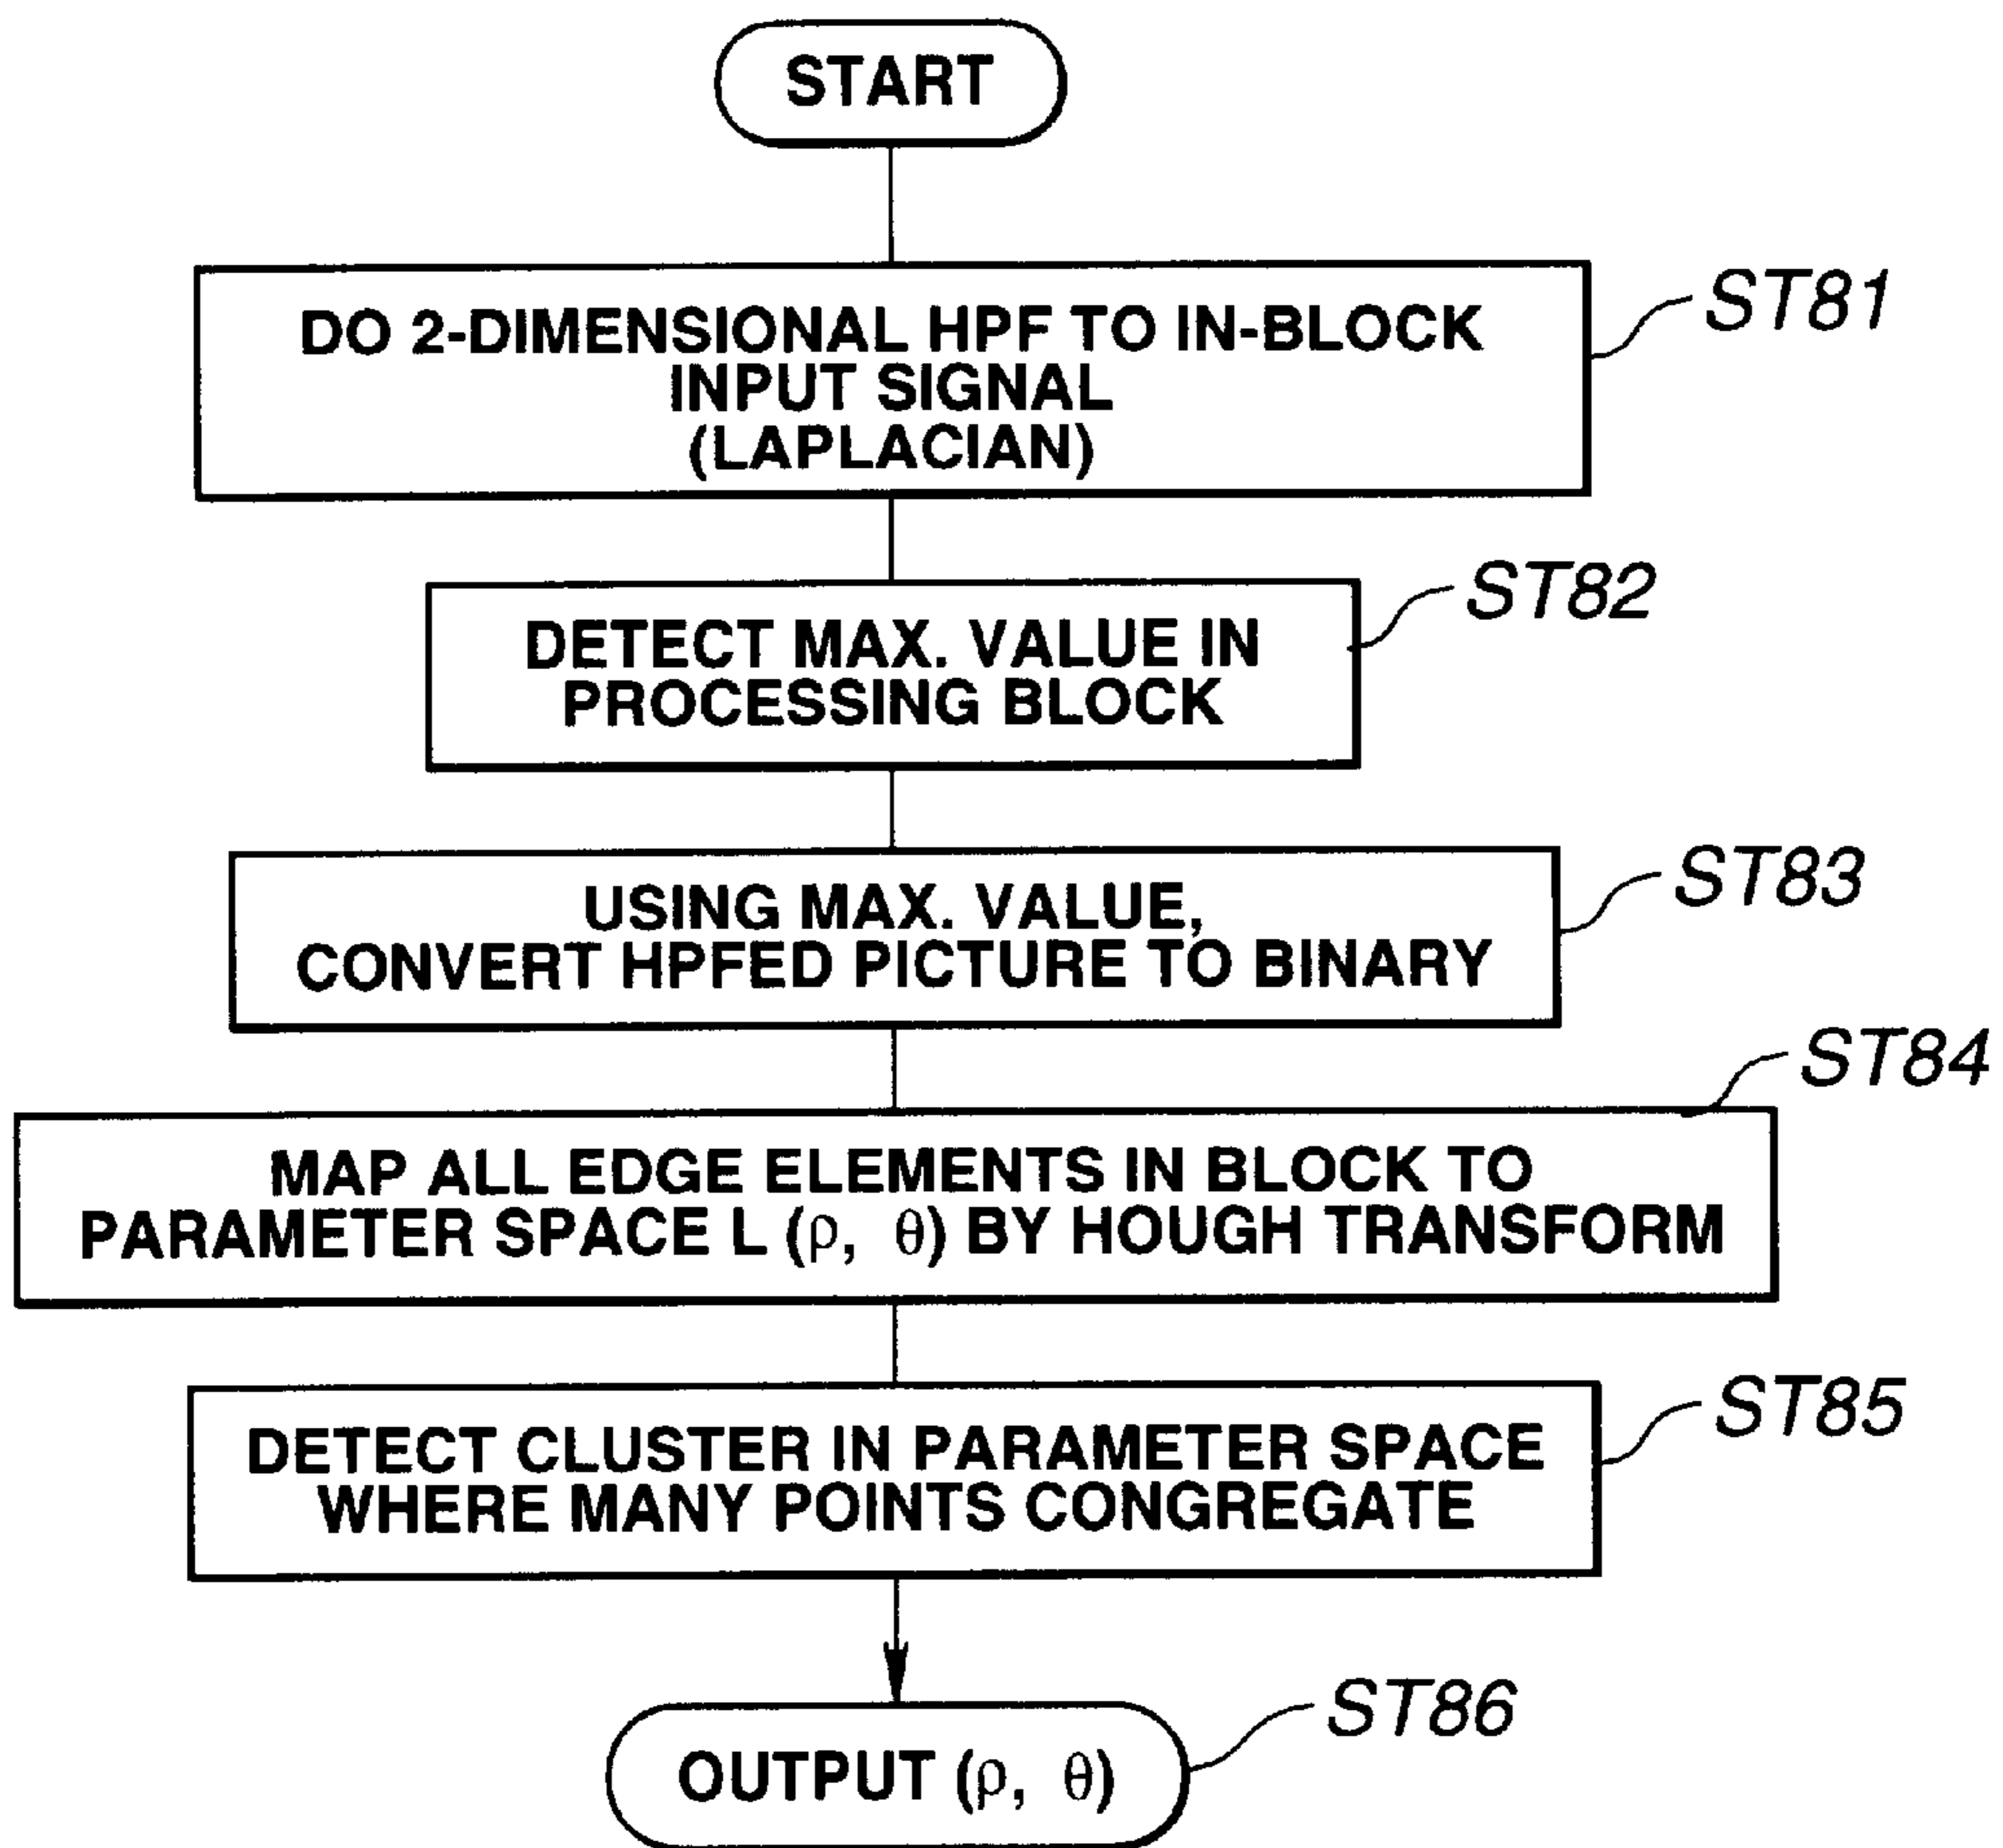 START
DO 2-DIMENSIONAL HPF TO IN-BLOCK
INPUT SIGNAL
(LAPLACIAN)
ST81
DETECT MAX. VALUE IN
PROCESSING BLOCK
ST82
USING MAX. VALUE,
CONVERT HPFED PICTURE TO BINARY
ST83
MAP ALL EDGE ELEMENTS IN BLOCK TO
PARAMETER SPACE L (ρ, θ) BY HOUGH TRANSFORM
ST84
DETECT CLUSTER IN PARAMETER SPACE
WHERE MANY POINTS CONGREGATE
ST85
OUTPUT (ρ, θ)
ST86